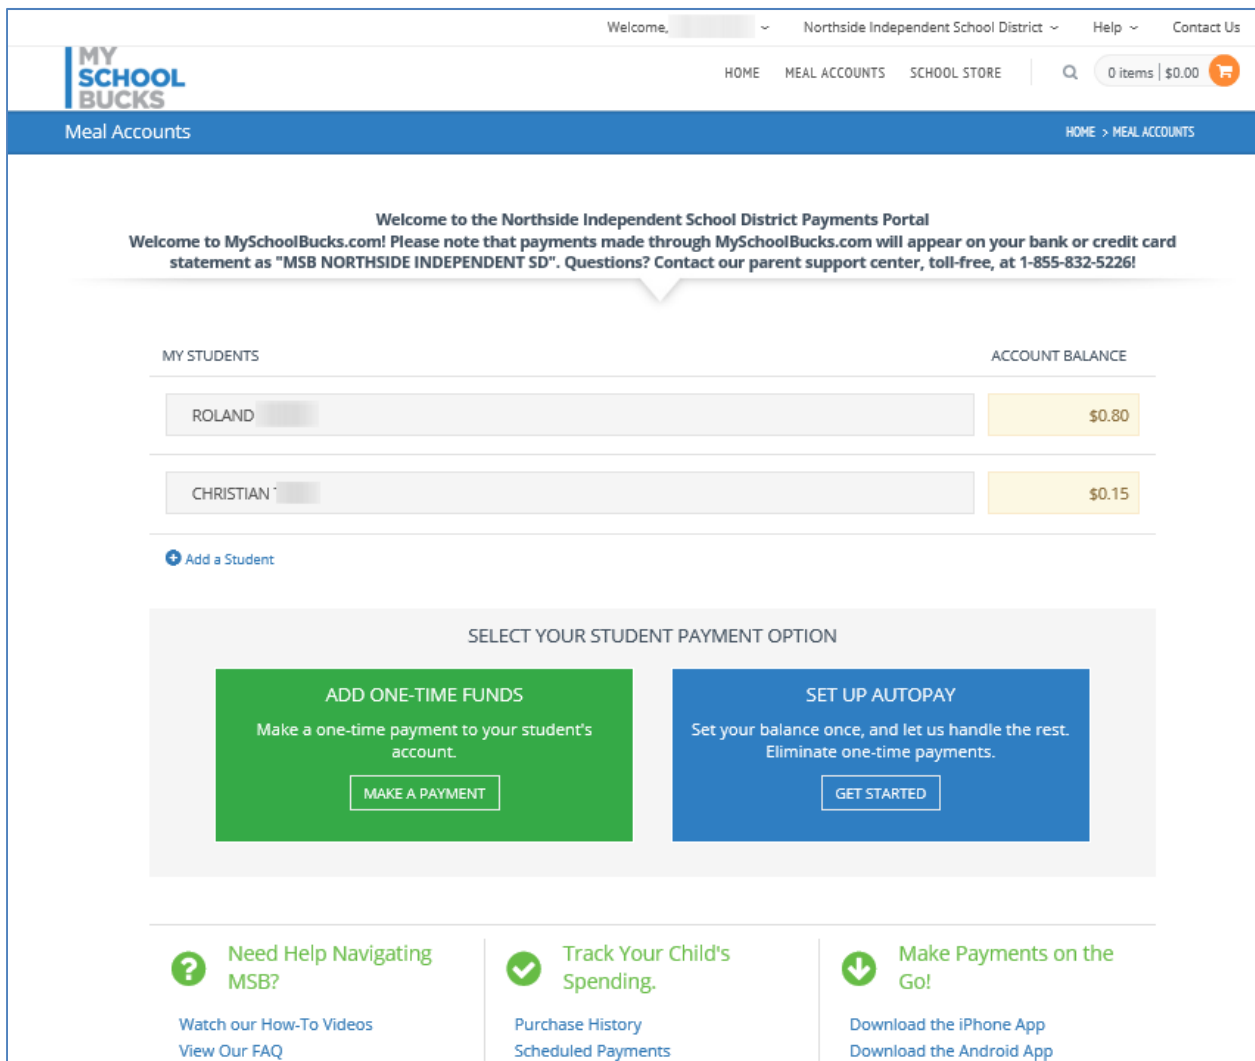 Welcome,
Northside Independent School District
Help
Contact Us
MY
SCHOOL
BUCKS
HOME
MEAL ACCOUNTS
SCHOOL STORE
0 items | $0.00
Meal Accounts
HOME > MEAL ACCOUNTS
Welcome to the Northside Independent School District Payments Portal
Welcome to MySchoolBucks.com! Please note that payments made through MySchoolBucks.com will appear on your bank or credit card
statement as "MSB NORTHSIDE INDEPENDENT SD". Questions? Contact our parent support center, toll-free, at 1-855-832-5226!
MY STUDENTS
ACCOUNT BALANCE
ROLAND
$0.80
CHRISTIAN
$0.15
Add a Student
SELECT YOUR STUDENT PAYMENT OPTION
ADD ONE-TIME FUNDS
Make a one-time payment to your student's
account.
MAKE A PAYMENT
SET UP AUTOPAY
Set your balance once, and let us handle the rest.
Eliminate one-time payments.
GET STARTED
Need Help Navigating
MSB?
Watch our How-To Videos
View Our FAQ
Track Your Child's
Spending.
Purchase History
Scheduled Payments
Make Payments on the
Go!
Download the iPhone App
Download the Android App